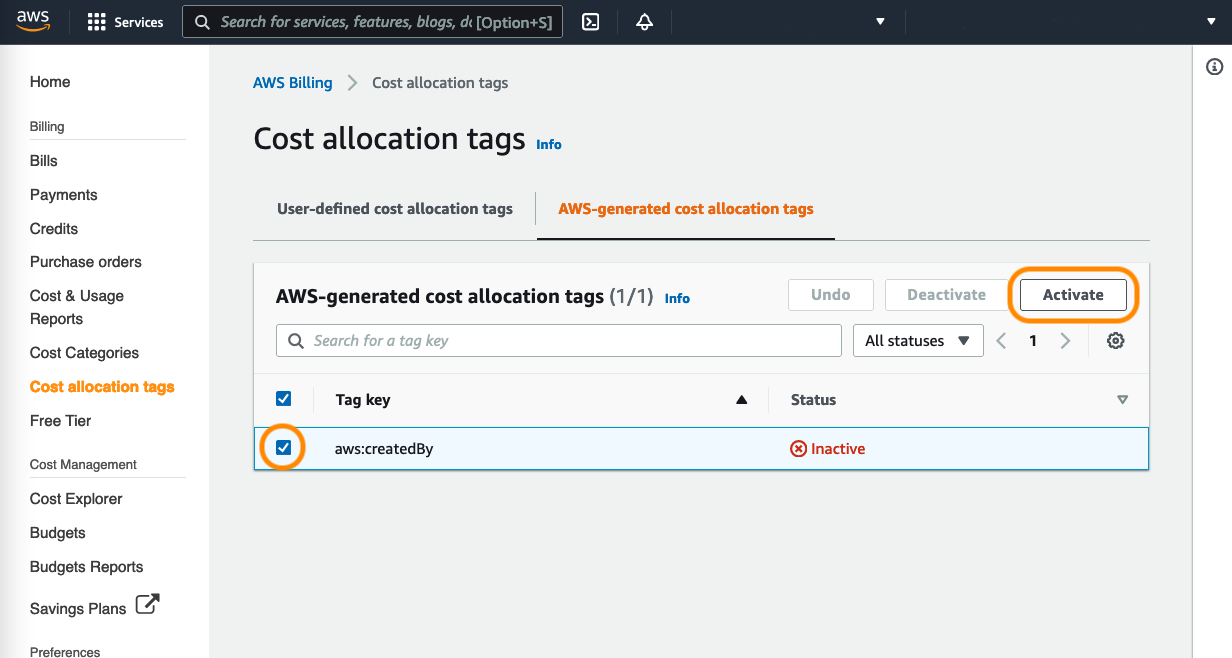 aws
Services
Search for services, features, blogs, do [Option+S]
Home
Billing
Bills
Payments
Credits
Purchase orders
Cost & Usage
Reports
Cost Categories
Cost allocation tags
Free Tier
Cost Management
Cost Explorer
Budgets
Budgets Reports
Savings Plans
Preferences
AWS Billing
Cost allocation tags
Cost allocation tags Info
User-defined cost allocation tags
AWS-generated cost allocation tags
AWS-generated cost allocation tags (1/1) Info
Undo
Deactivate
Activate
Search for a tag key
All statuses
1
Tag key
Status
aws:createdBy
Inactive